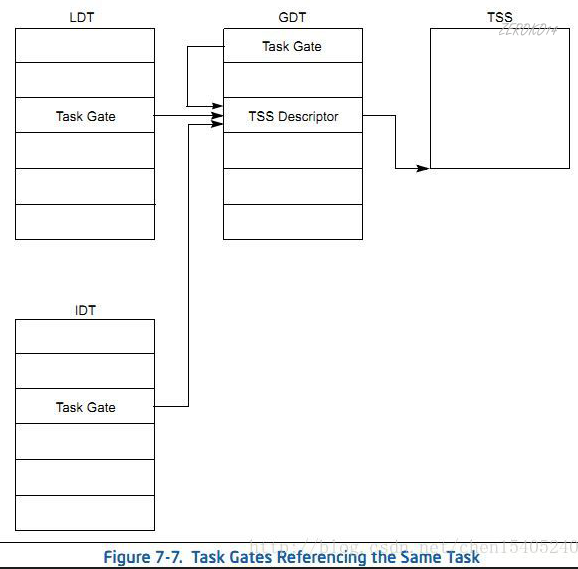 LDT
GDT
TSS
Task Gate
Task Gate
TSS Descriptor
IDT
Task Gate
http://blog.csdn.net/chen15405240
Figure 7-7. Task Gates Referencing the Same Task